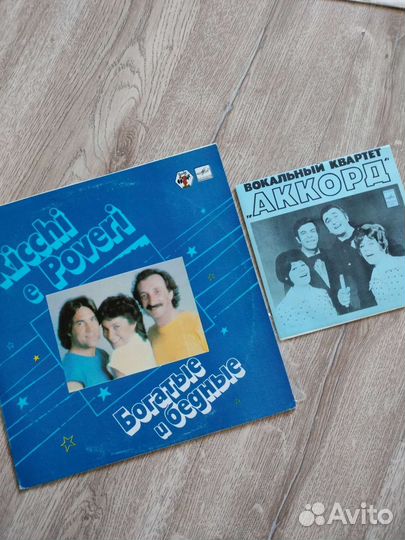 Ricchi
e Poveri
Богатые
и бедные
ВОКАЛЬНЫЙ КВАРТЕТ
"АККОРД"
Avito